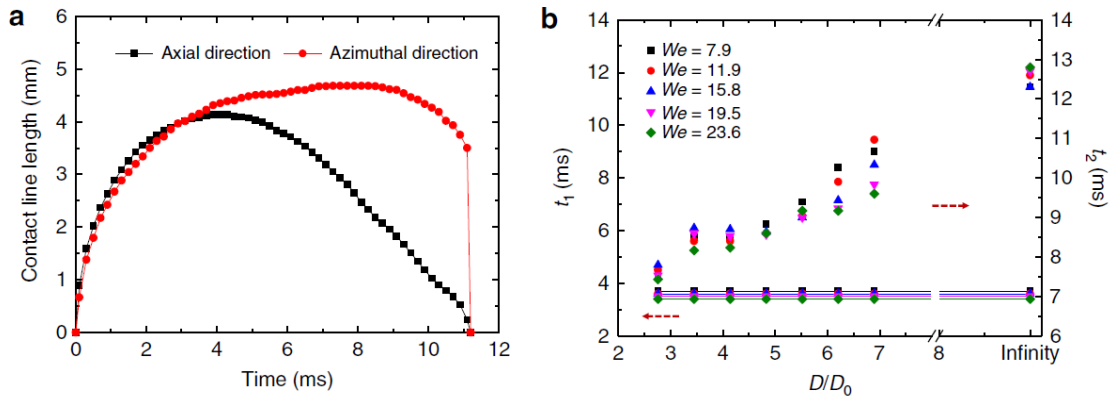 a
Contact line length (mm)
6
5
4
3
2
1
0
Axial direction
Azimuthal direction
0 2 4 6 8 10 12
Time (ms)
b
t1 (ms)
14
12
10
8
6
4
2
We = 7.9
We = 11.9
We = 15.8
We = 19.5
We = 23.6
14
13
12
11
10
9
8
7
6
t2 (ms)
2 3 4 5 6 7 8 Infinity
D/D0